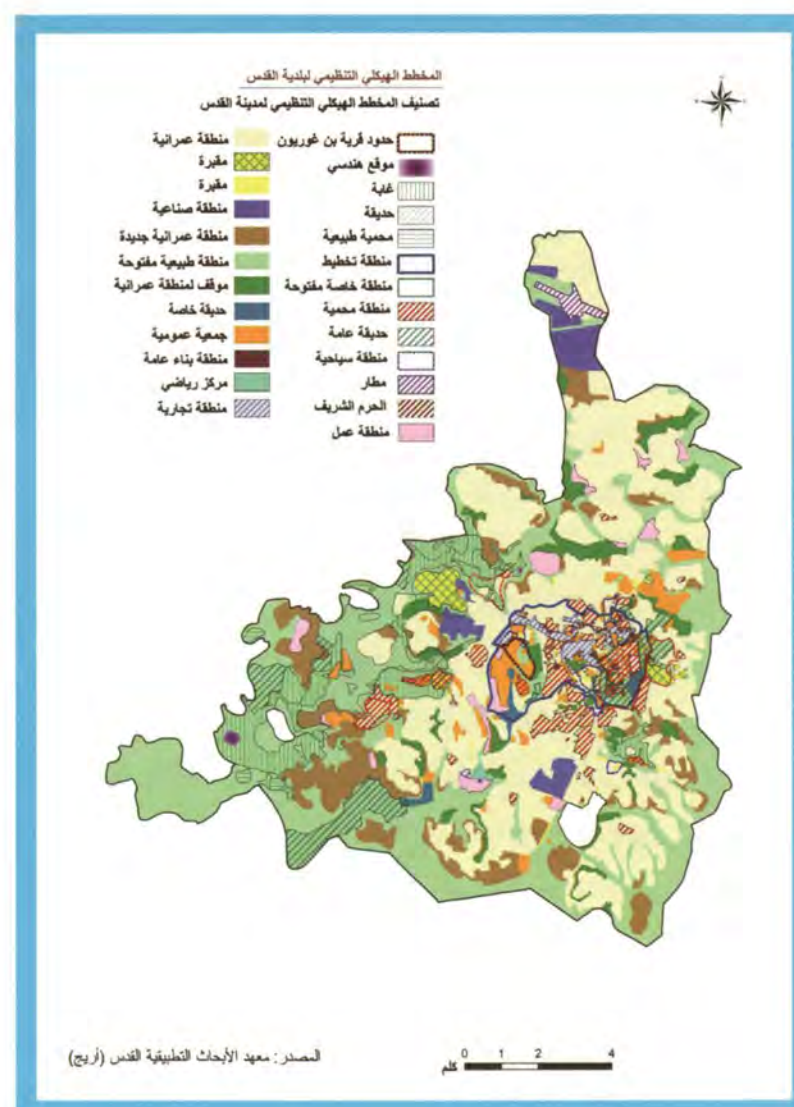 المخطط الهيكلي التنظيمي لبلدية القدس
تصنيف المخطط الهيكلي التنظيمي لمدينة القدس
حدود قرية بن غوريون
موقع هندسي
غابة
حديقة
محمية طبيعية
منطقة تخطيط
منطقة خاصة مفتوحة
منطقة محمية
حديقة عامة
منطقة سياحية
مطار
الحرم الشريف
منطقة عمل
منطقة عمرانية
مقبرة
مقبرة
منطقة صناعية
منطقة عمرانية جديدة
منطقة طبيعية مفتوحة
موقف لمنطقة عمرانية
حديقة خاصة
جمعية عمومية
منطقة بناء عامة
مركز رياضي
منطقة تجارية
0 1 2 4
كلم
المصدر: معهد الأبحاث التطبيقية القدس (أريج)